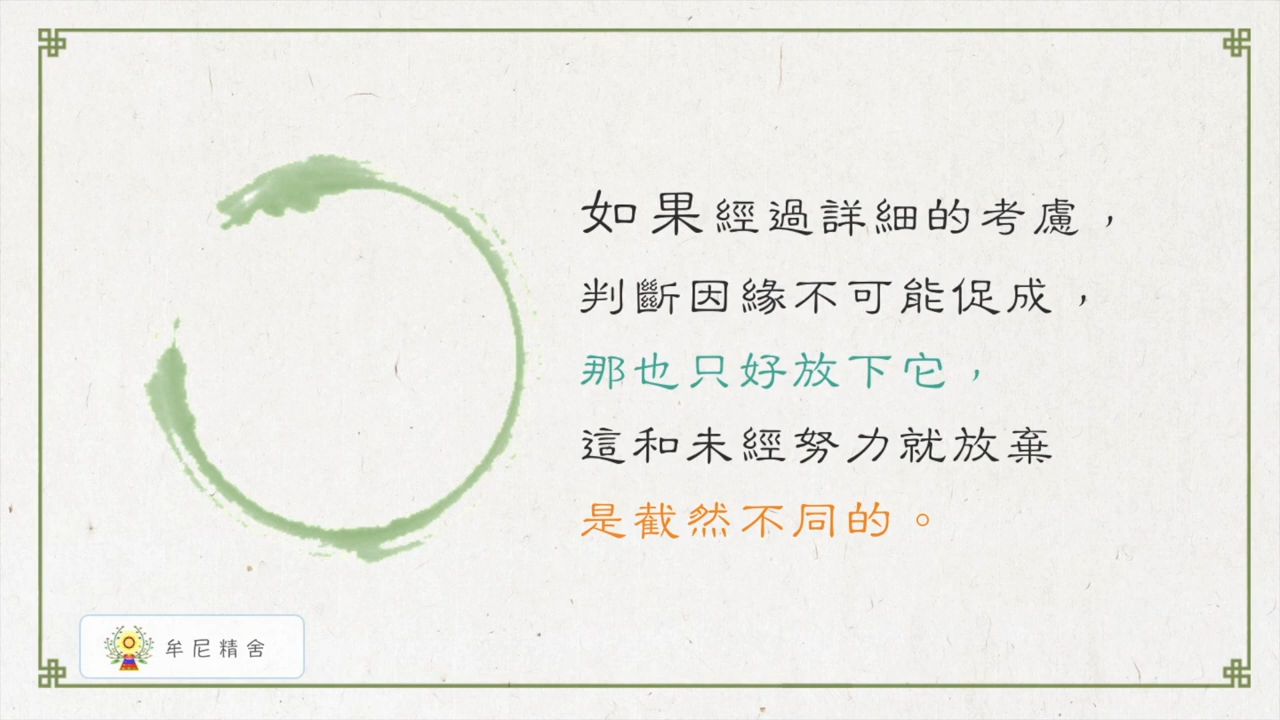 如果經過詳細的考慮，
判斷因緣不可能促成，
那也只好放下它，
這和未經努力就放棄
是截然不同的。
牟尼精舍